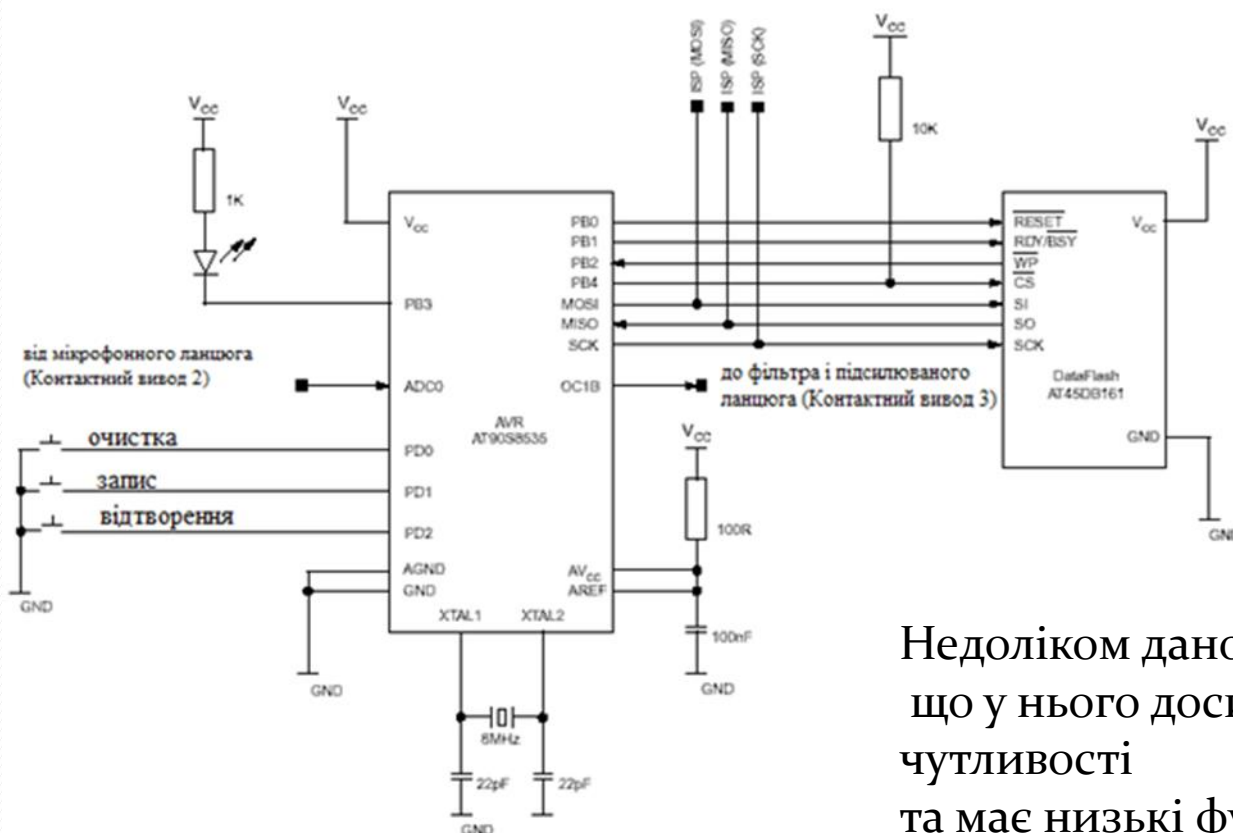 ISP (MOSI)
ISP (MISO)
ISP (SCK)
VCC
10K
VCC
VCC
VCC
1K
VCC
PB3
ADC0
PD0
PD1
PD2
AGND
GND
XTAL1
XTAL2
PB0
PB1
PB2
PB4
MOSI
MISO
SCK
OC1B
AVCC
AREF
AVR
AT90S8535
RESET
RDY/BSY
WP
CS
SI
SO
SCK
VCC
DataFlash
AT45DB161
GND
GND
від мікрофонного ланцюга
(Контактний вивод 2)
до фільтра і підсилюваного
ланцюга (Контактний вивод 3)
очистка
запис
відтворення
GND
GND
VCC
100R
100nF
GND
8MHz
22pF
22pF
GND
Недоліком
що у нього
чутливості
та має низькі